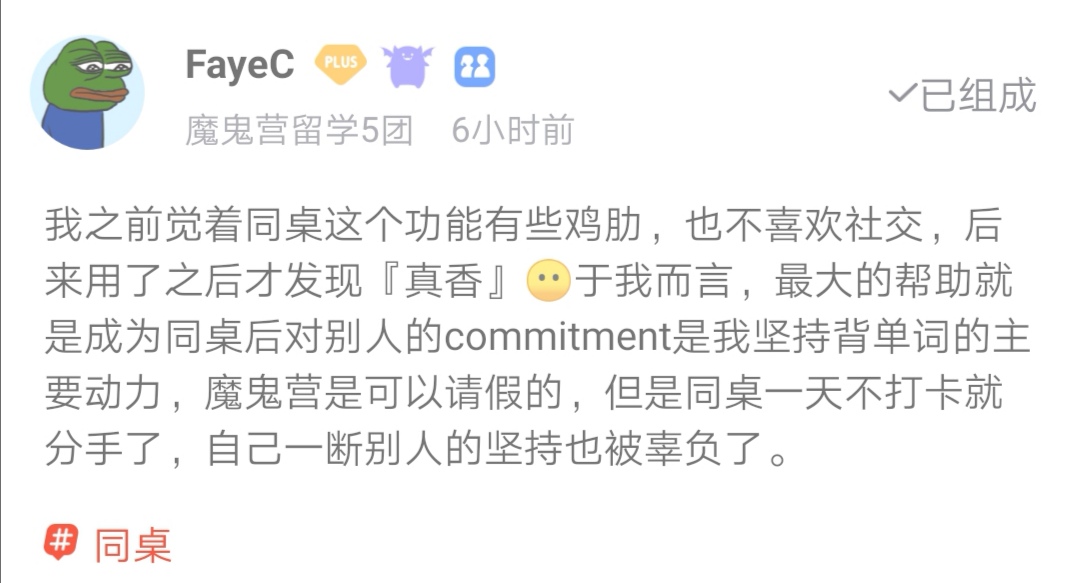 FayeC PLUS
魔鬼营留学5团 6小时前
已组成
我之前觉着同桌这个功能有些鸡肋，也不喜欢社交，后
来用了之后才发现『真香』😶于我而言，最大的帮助就
是成为同桌后对别人的commitment是我坚持背单词的主
要动力，魔鬼营是可以请假的，但是同桌一天不打卡就
分手了，自己一断别人的坚持也被辜负了。
# 同桌